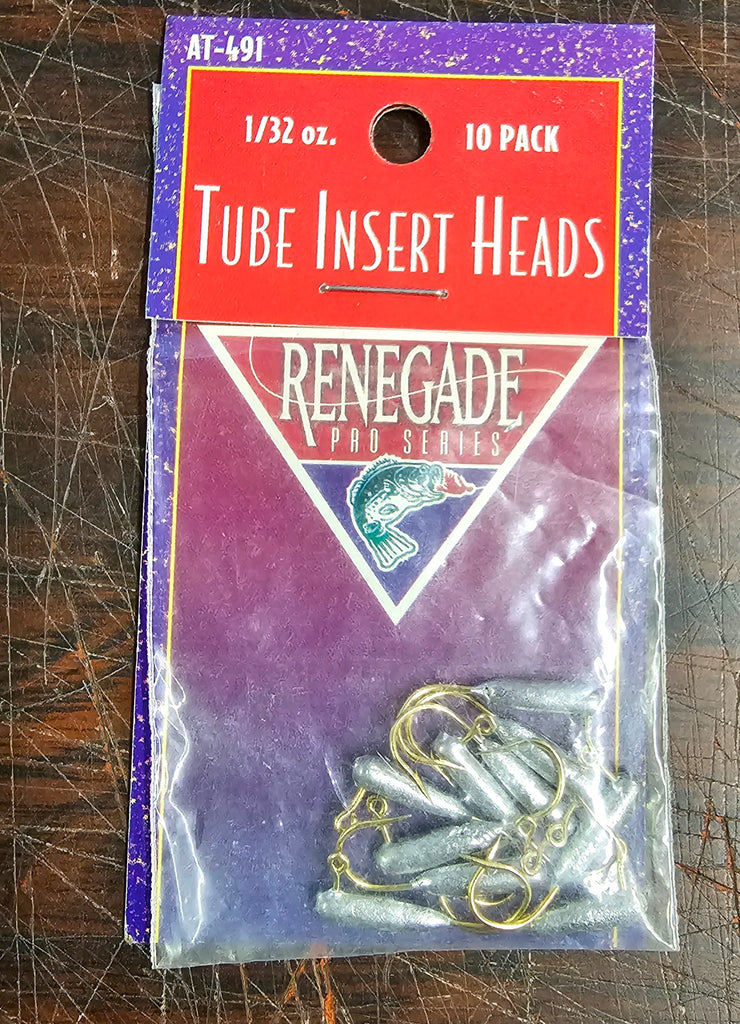 AT-491
1/32 oz.
10 PACK
TUBE INSERT HEADS
RENEGADE
PRO SERIES